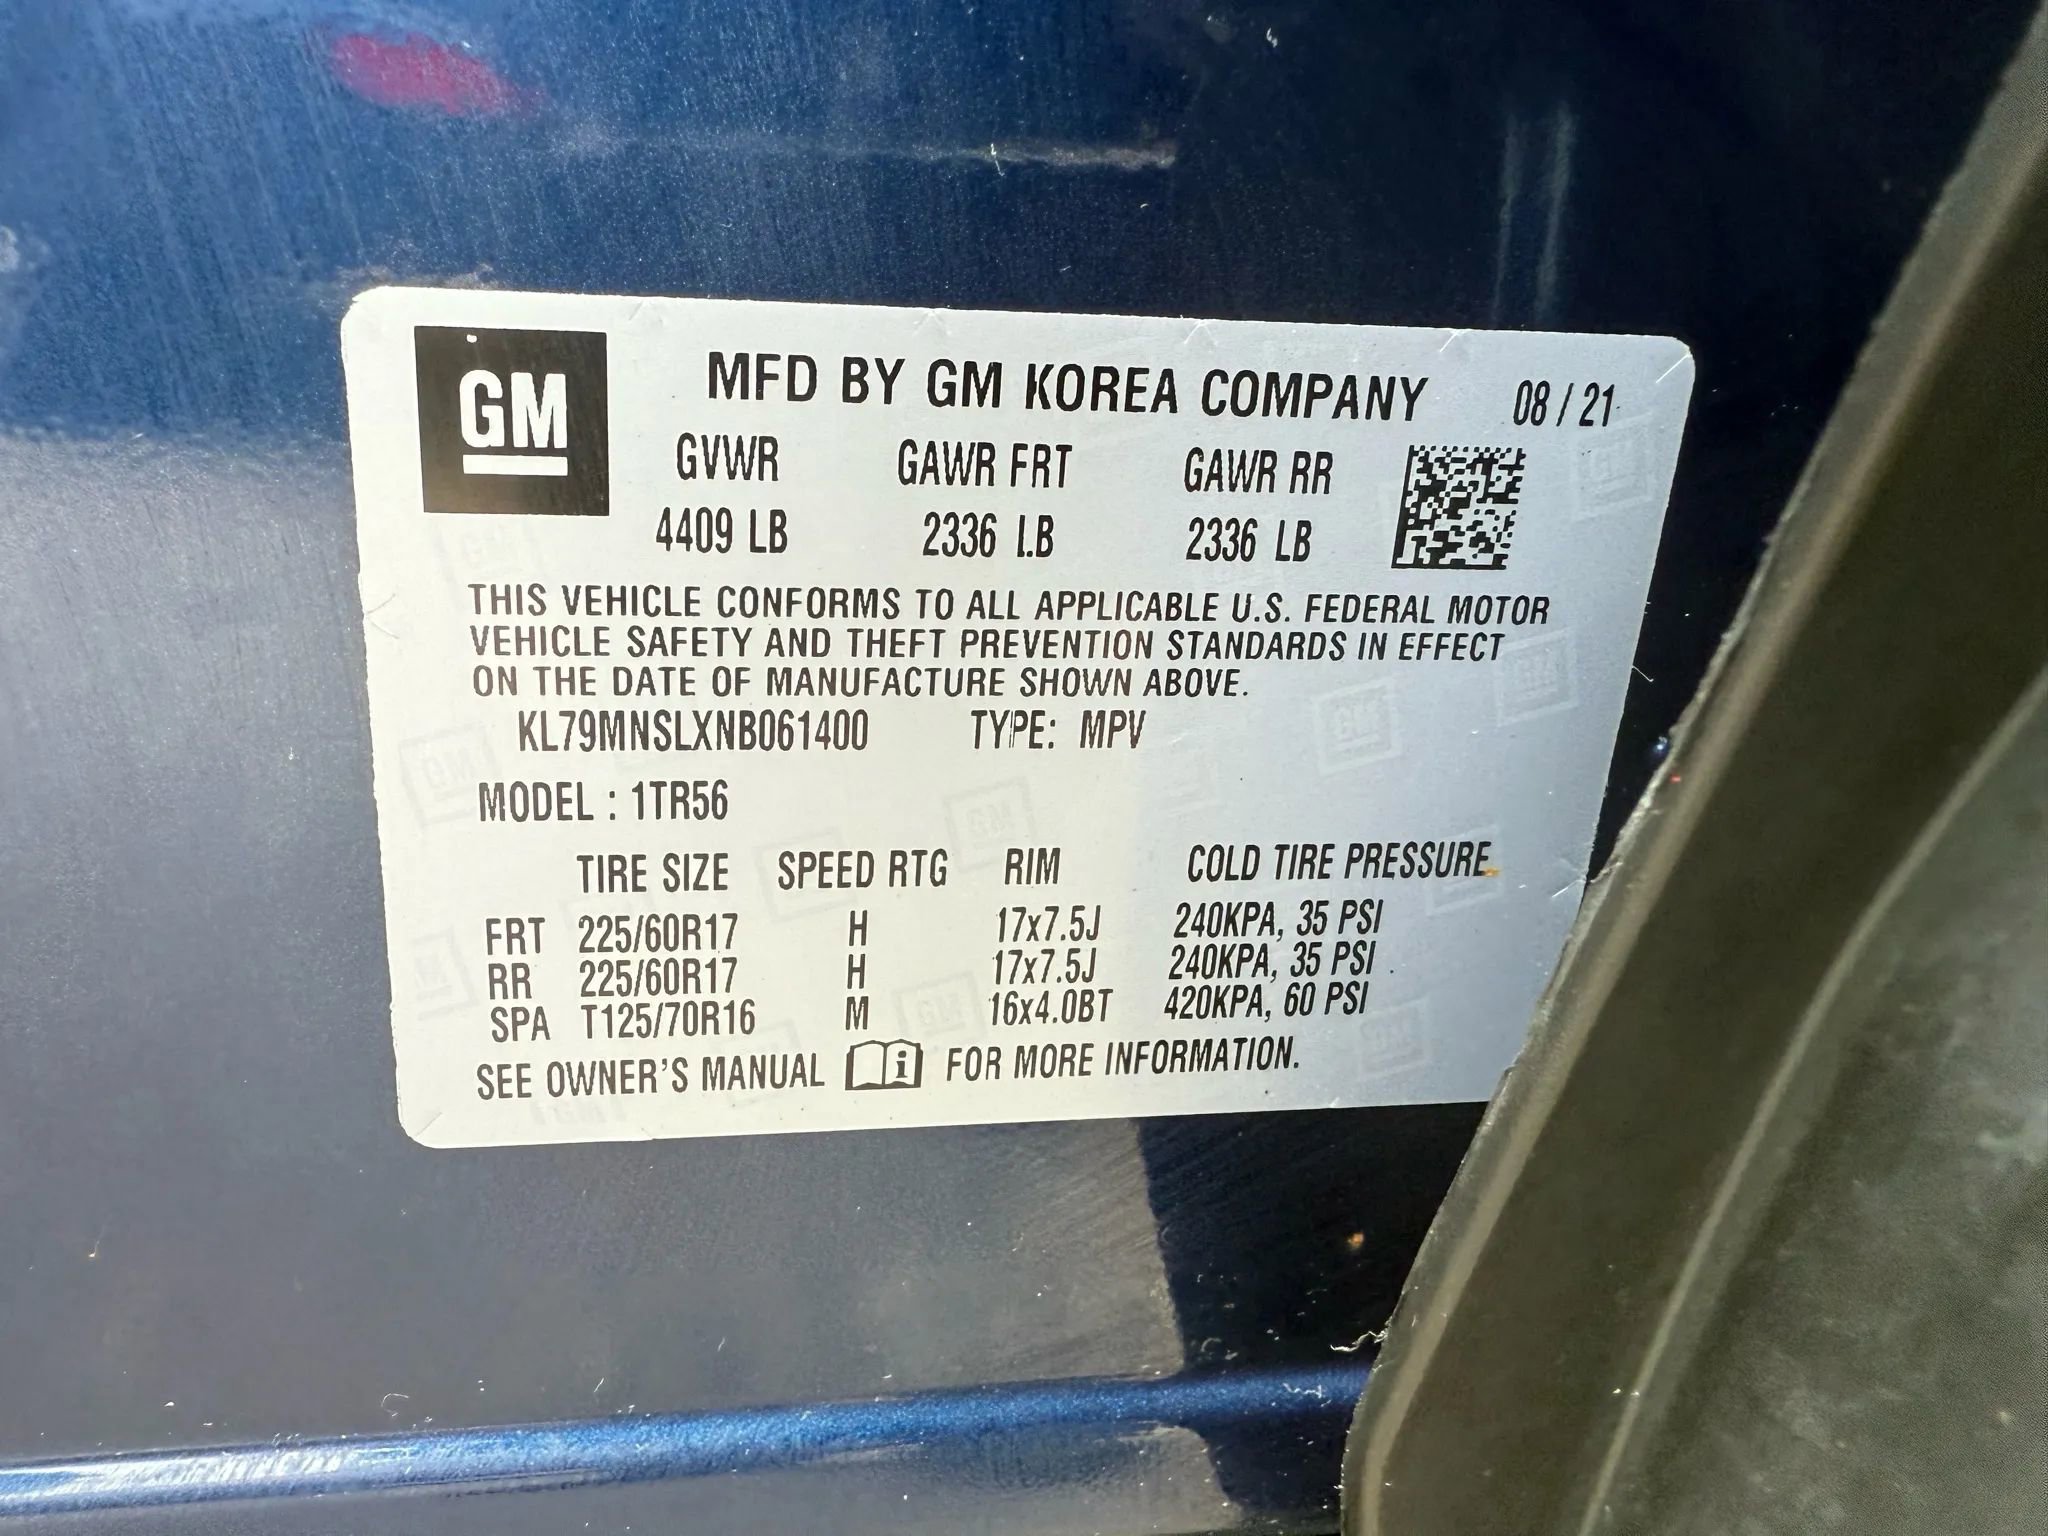 GM
MFD BY GM KOREA COMPANY 08 / 21
GVWR GAWR FRT GAWR RR
4409 LB 2336 LB 2336 LB
THIS VEHICLE CONFORMS TO ALL APPLICABLE U.S. FEDERAL MOTOR
VEHICLE SAFETY AND THEFT PREVENTION STANDARDS IN EFFECT
ON THE DATE OF MANUFACTURE SHOWN ABOVE.
KL79MNSLXNB061400 TYPE: MPV
MODEL : 1TR56
TIRE SIZE SPEED RTG RIM COLD TIRE PRESSURE
FRT 225/60R17 H 17x7.5J 240KPA, 35 PSI
RR 225/60R17 H 17x7.5J 240KPA, 35 PSI
SPA T125/70R16 M 16x4.0BT 420KPA, 60 PSI
SEE OWNER'S MANUAL i FOR MORE INFORMATION.